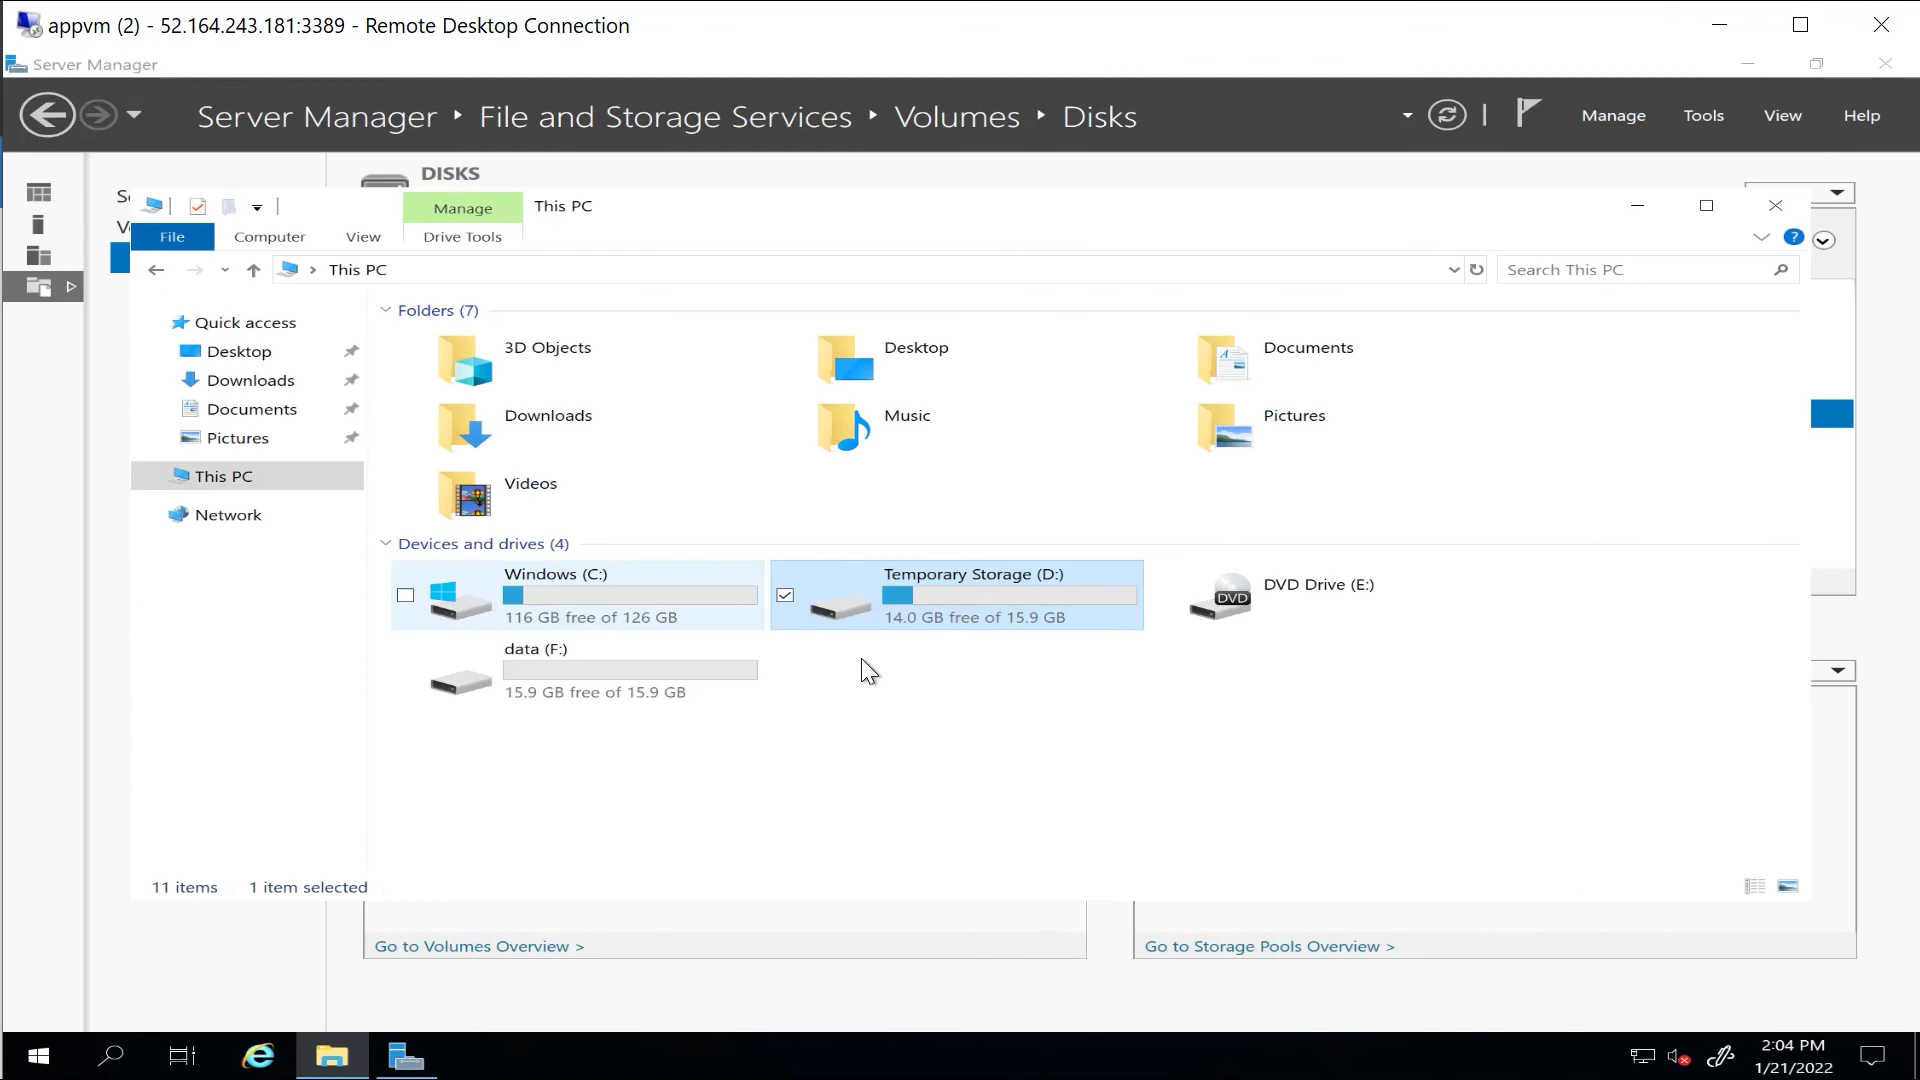 appvm (2) - 52.164.243.181:3389 - Remote Desktop Connection
Server Manager
Server Manager ‣ File and Storage Services ‣ Volumes ‣ Disks
Manage
Tools
View
Help
DISKS
Manage
This PC
File
Computer
View
Drive Tools
This PC
Search This PC
Quick access
Desktop
Downloads
Documents
Pictures
This PC
Network
Folders (7)
3D Objects
Desktop
Documents
Downloads
Music
Pictures
Videos
Devices and drives (4)
Windows (C:)
116 GB free of 126 GB
Temporary Storage (D:)
14.0 GB free of 15.9 GB
DVD
DVD Drive (E:)
data (F:)
15.9 GB free of 15.9 GB
11 items
1 item selected
Go to Volumes Overview >
Go to Storage Pools Overview >
2:04 PM
1/21/2022